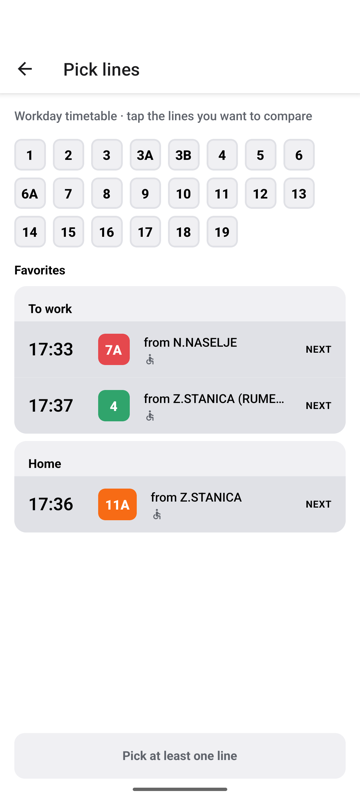 Pick lines
Workday timetable · tap the lines you want to compare
1 2 3 3A 3B 4 5 6
6A 7 8 9 10 11 12 13
14 15 16 17 18 19
Favorites
To work
17:33 7A from N.NASELJE NEXT
17:37 4 from Z.STANICA (RUME... NEXT
Home
17:36 11A from Z.STANICA NEXT
Pick at least one line